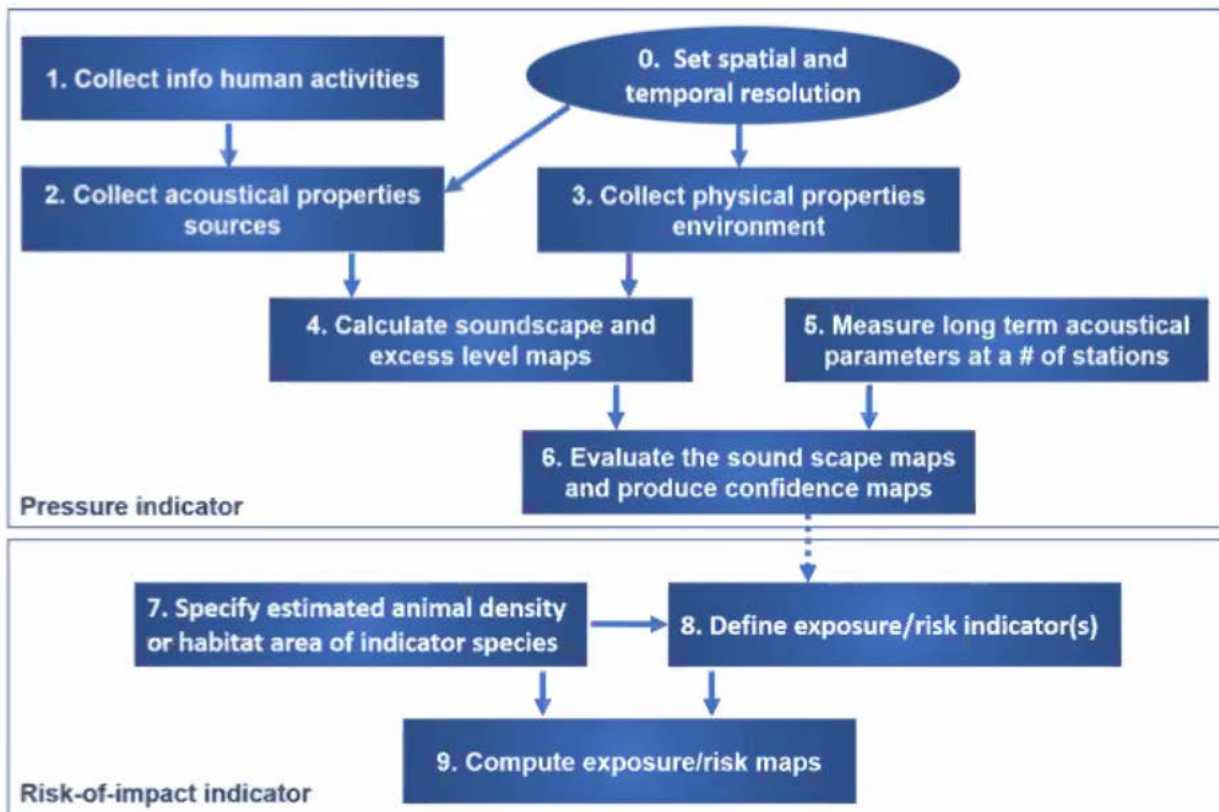 1. Collect info human activities
0. Set spatial and
temporal resolution
2. Collect acoustical properties
sources
3. Collect physical properties
environment
4. Calculate soundscape and
excess level maps
5. Measure long term acoustical
parameters at a # of stations
6. Evaluate the sound scape maps
and produce confidence maps
Pressure indicator
7. Specify estimated animal density
or habitat area of indicator species
8. Define exposure/risk indicator(s)
9. Compute exposure/risk maps
Risk-of-impact indicator